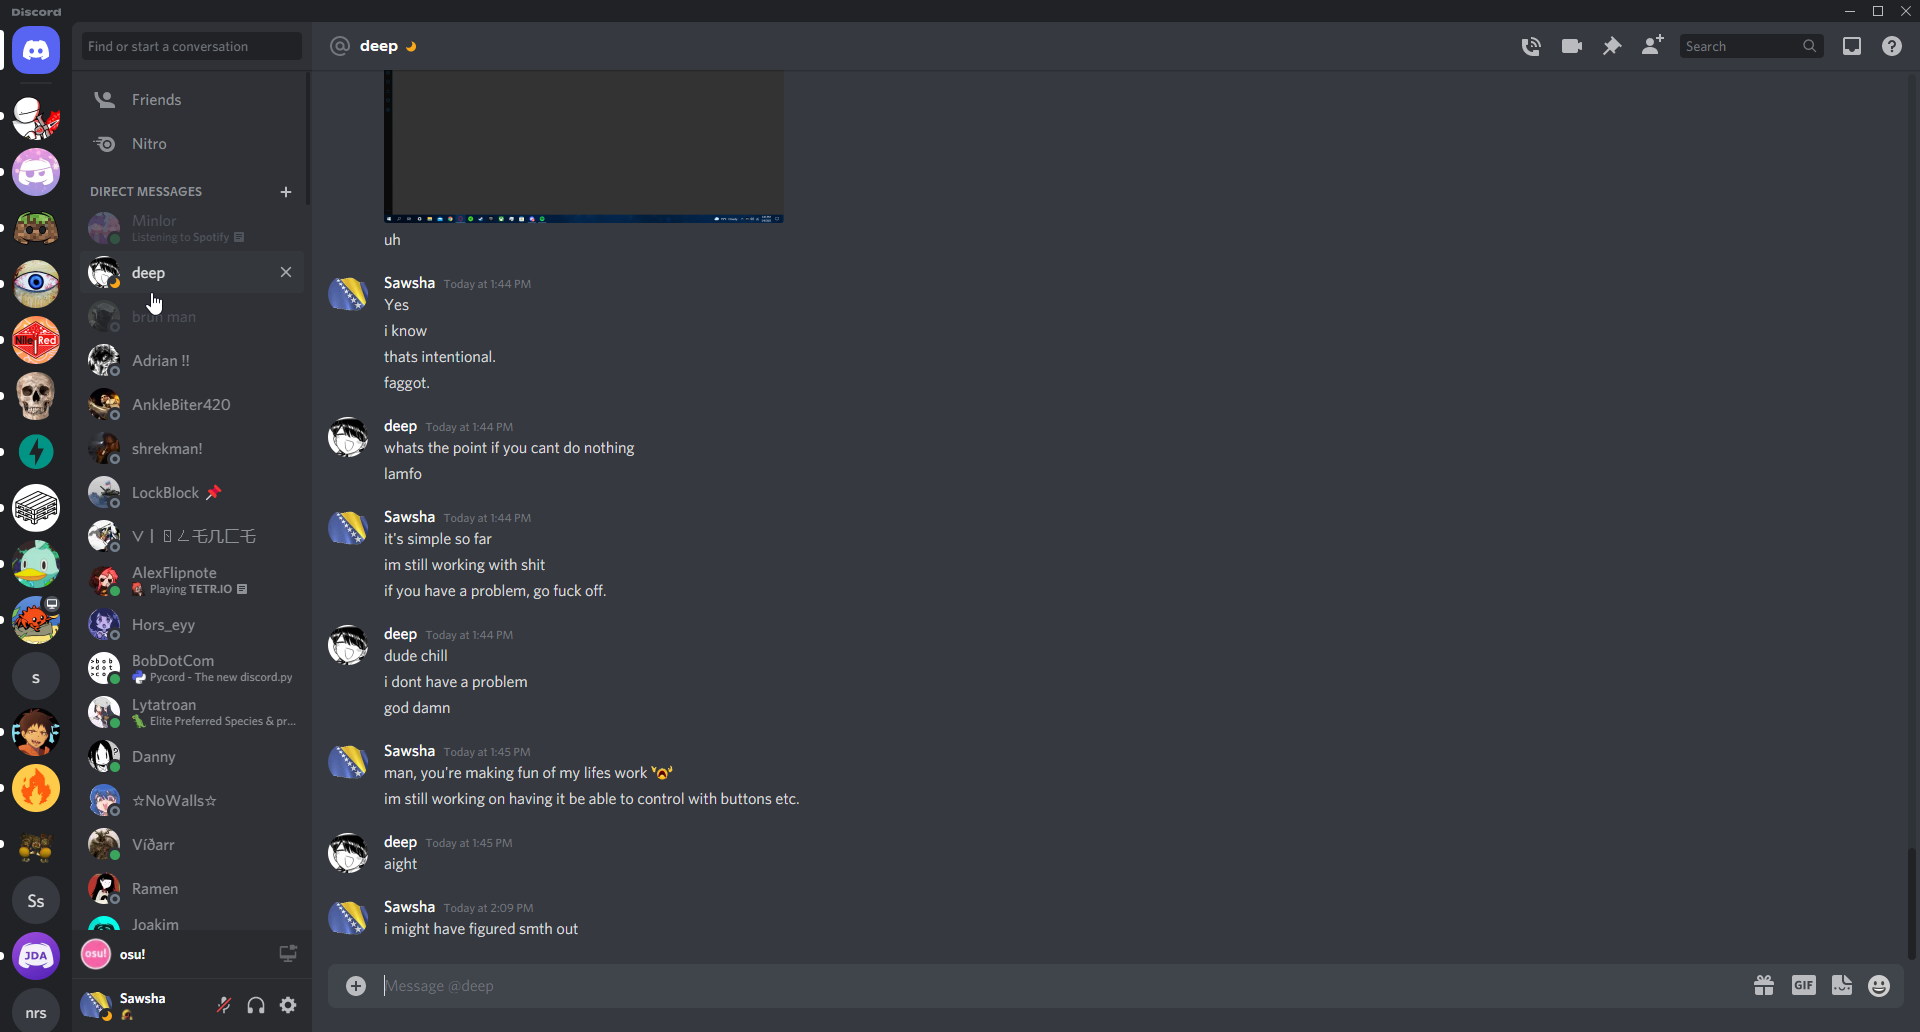 Discord
Find or start a conversation
Friends
Nitro
DIRECT MESSAGES
Minlor
Listening to Spotify
deep
bruh man
Adrian !!
AnkleBiter420
shrekman!
LockBlock 📌
AlexFlipnote
Playing TETR.IO
Hors_eyy
BobDotCom
Pycord - The new discord.py
Lytatroan
Elite Preferred Species & pr...
Danny
☆NoWalls☆
Víðarr
Ramen
Joakim
osu!
osu!
Sawsha
Nile Red
s
Ss
JDA
nrs
deep
Search
uh
Sawsha Today at 1:44 PM
Yes
i know
thats intentional.
faggot.
deep Today at 1:44 PM
whats the point if you cant do nothing
lamfo
Sawsha Today at 1:44 PM
it's simple so far
im still working with shit
if you have a problem, go fuck off.
deep Today at 1:44 PM
dude chill
i dont have a problem
god damn
Sawsha Today at 1:45 PM
man, you're making fun of my lifes work
im still working on having it be able to control with buttons etc.
deep Today at 1:45 PM
aight
Sawsha Today at 2:09 PM
i might have figured smth out
Message @deep
GIF